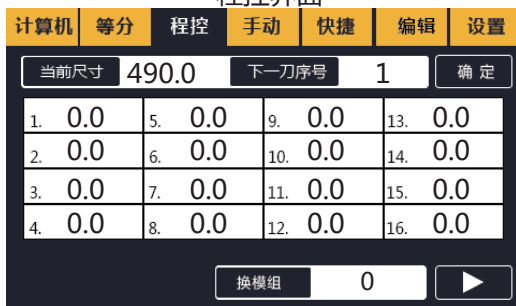 程控界面
计算机 等分 程控 手动 快捷 编辑 设置
当前尺寸 490.0 下一刀序号 1 确定
1. 0.0 5. 0.0 9. 0.0 13. 0.0
2. 0.0 6. 0.0 10. 0.0 14. 0.0
3. 0.0 7. 0.0 11. 0.0 15. 0.0
4. 0.0 8. 0.0 12. 0.0 16. 0.0
换模组 0